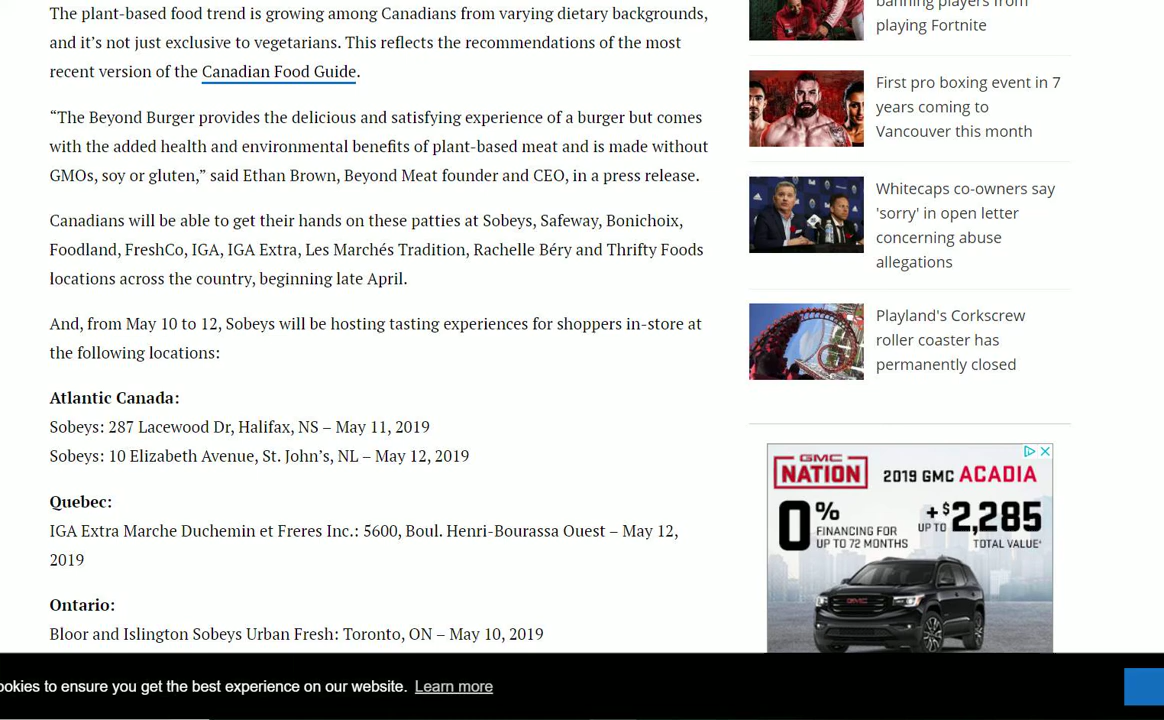 The plant-based food trend is growing among Canadians from varying dietary backgrounds,
and it’s not just exclusive to vegetarians. This reflects the recommendations of the most
recent version of the Canadian Food Guide.
“The Beyond Burger provides the delicious and satisfying experience of a burger but comes
with the added health and environmental benefits of plant-based meat and is made without
GMOs, soy or gluten,” said Ethan Brown, Beyond Meat founder and CEO, in a press release.
Canadians will be able to get their hands on these patties at Sobeys, Safeway, Bonichoix,
Foodland, FreshCo, IGA, IGA Extra, Les Marchés Tradition, Rachelle Béry and Thrifty Foods
locations across the country, beginning late April.
And, from May 10 to 12, Sobeys will be hosting tasting experiences for shoppers in-store at
the following locations:
Atlantic Canada:
Sobeys: 287 Lacewood Dr, Halifax, NS – May 11, 2019
Sobeys: 10 Elizabeth Avenue, St. John’s, NL – May 12, 2019
Quebec:
IGA Extra Marche Duchemin et Freres Inc.: 5600, Boul. Henri-Bourassa Ouest – May 12,
2019
Ontario:
Bloor and Islington Sobeys Urban Fresh: Toronto, ON – May 10, 2019
banning players from
playing Fortnite
First pro boxing event in 7
years coming to
Vancouver this month
Whitecaps co-owners say
'sorry' in open letter
concerning abuse
allegations
Playland's Corkscrew
roller coaster has
permanently closed
GMC
NATION
2019 GMC ACADIA
0%
FINANCING FOR
UP TO 72 MONTHS
+
UP TO
$2,285
TOTAL VALUE*
ookies to ensure you get the best experience on our website. Learn more